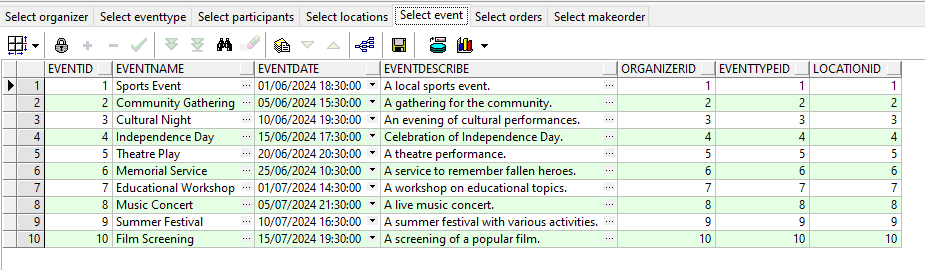 Select organizer Select eventtype Select participants Select locations Select event Select orders Select makeorder
EVENTID EVENTNAME EVENTDATE EVENTDESCRIBE ORGANIZERID EVENTTYPEID LOCATIONID
1 1 Sports Event ... 01/06/2024 18:30:00 A local sports event. ... 1 1 1
2 2 Community Gathering ... 05/06/2024 15:30:00 A gathering for the community. ... 2 2 2
3 3 Cultural Night ... 10/06/2024 19:30:00 An evening of cultural performances. ... 3 3 3
4 4 Independence Day ... 15/06/2024 17:30:00 Celebration of Independence Day. ... 4 4 4
5 5 Theatre Play ... 20/06/2024 20:30:00 A theatre performance. ... 5 5 5
6 6 Memorial Service ... 25/06/2024 10:30:00 A service to remember fallen heroes. ... 6 6 6
7 7 Educational Workshop ... 01/07/2024 14:30:00 A workshop on educational topics. ... 7 7 7
8 8 Music Concert ... 05/07/2024 21:30:00 A live music concert. ... 8 8 8
9 9 Summer Festival ... 10/07/2024 16:30:00 A summer festival with various activities. ... 9 9 9
10 10 Film Screening ... 15/07/2024 19:30:00 A screening of a popular film. ... 10 10 10